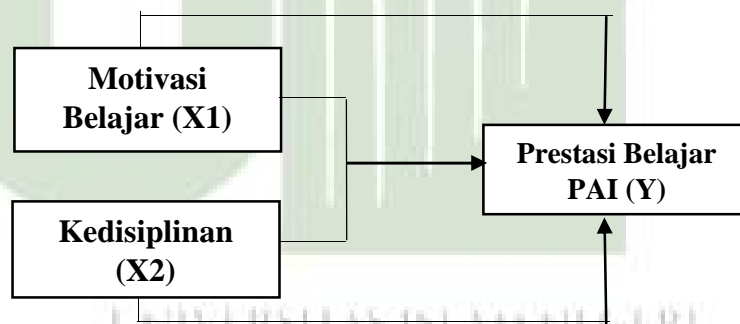 Motivasi
Belajar (X1)
Prestasi Belajar
PAI (Y)
Kedisiplinan
(X2)